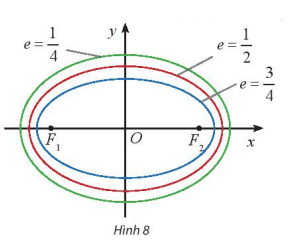 y
e = 1/4
e = 1/2
e = 3/4
F₁ O F₂ x
Hình 8